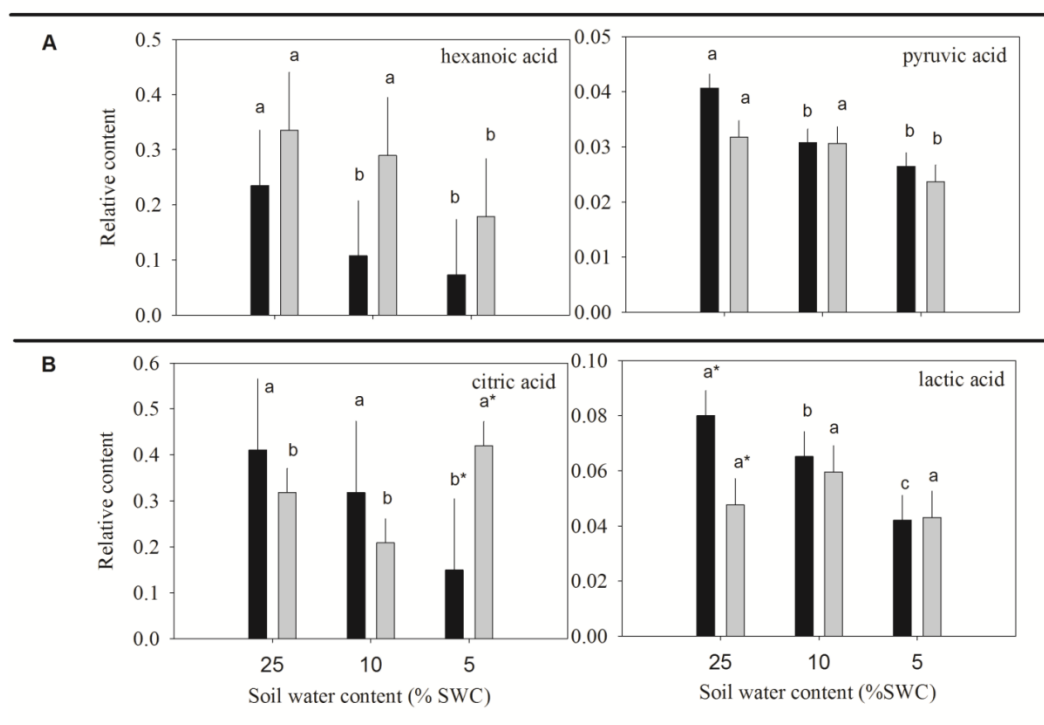 A
hexanoic acid
pyruvic acid
Relative content
0.5
0.4
0.3
0.2
0.1
0.0
a
a
b
a
b
b
0.05
0.04
0.03
0.02
0.01
0.00
a
a
b
a
b
b
B
citric acid
lactic acid
Relative content
0.6
0.5
0.4
0.3
0.2
0.1
0.0
a
b
a
b
b*
a*
0.10
0.08
0.06
0.04
0.02
0.00
a*
a*
b
a
c
a
25 10 5
25 10 5
Soil water content (% SWC)
Soil water content (%SWC)